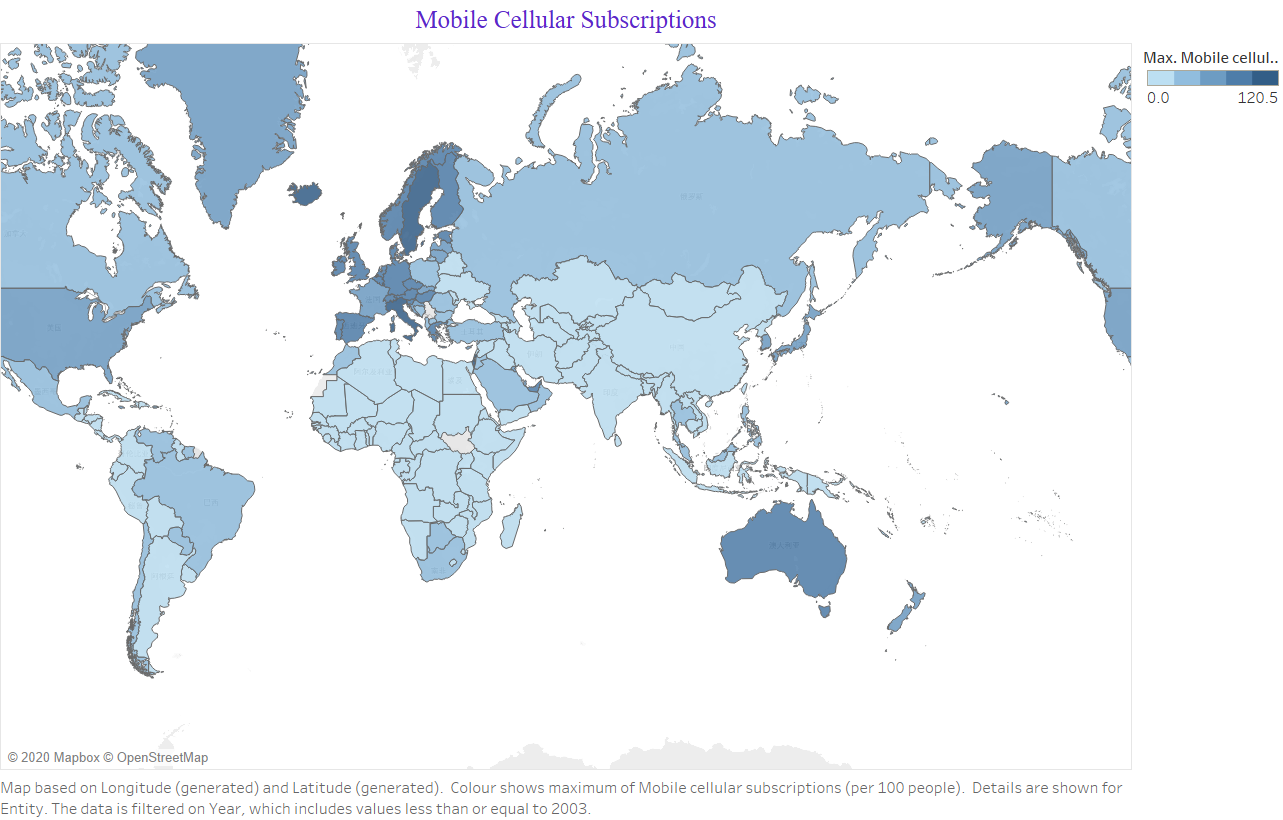 Mobile Cellular Subscriptions
Max. Mobile cellul..
0.0 120.5
© 2020 Mapbox © OpenStreetMap
Map based on Longitude (generated) and Latitude (generated). Colour shows maximum of Mobile cellular subscriptions (per 100 people). Details are shown for
Entity. The data is filtered on Year, which includes values less than or equal to 2003.